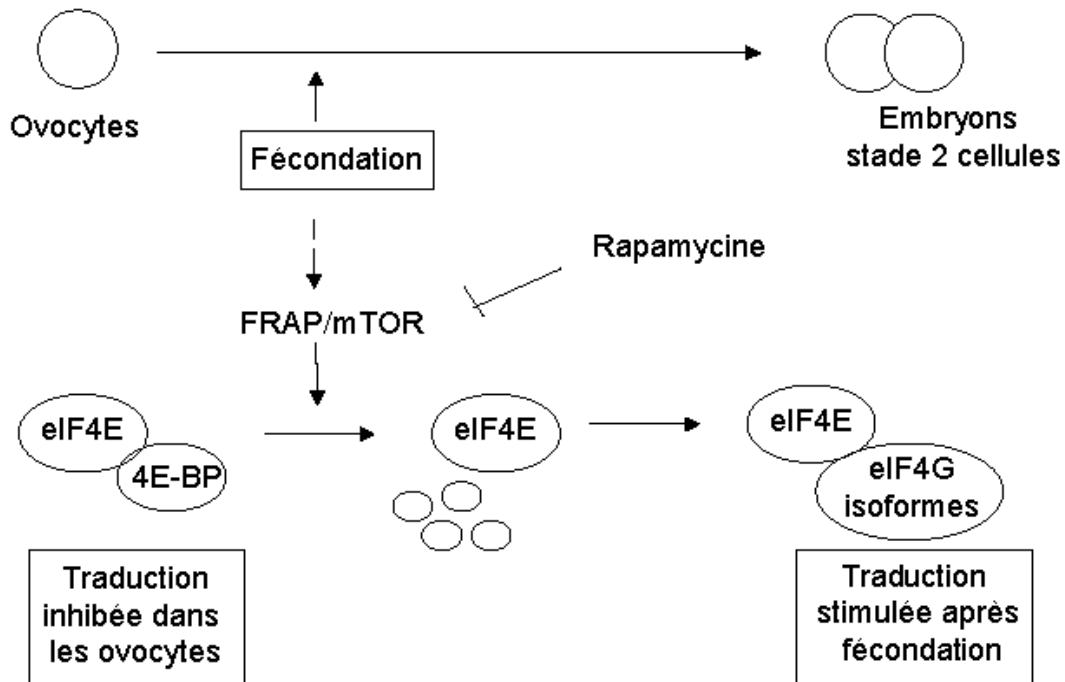 Ovocytes
Embryons
stade 2 cellules
Fécondation
Rapamycine
FRAP/mTOR
eIF4E
4E-BP
eIF4E
eIF4E
eIF4G
isoformes
Traduction
inhibée dans
les ovocytes
Traduction
stimulée après
fécondation